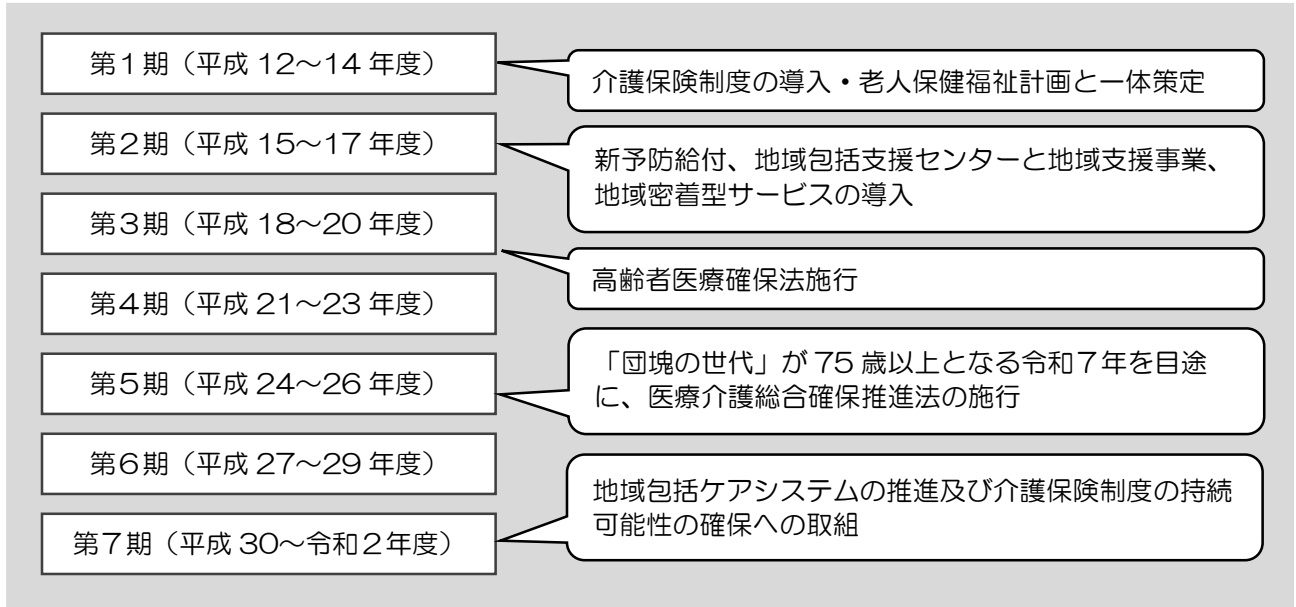 第1期（平成 12～14 年度）
介護保険制度の導入・老人保健福祉計画と一体策定
第2期（平成 15～17 年度）
新予防給付、地域包括支援センターと地域支援事業、
地域密着型サービスの導入
第3期（平成 18～20 年度）
高齢者医療確保法施行
第4期（平成 21～23 年度）
第5期（平成 24～26 年度）
「団塊の世代」が 75 歳以上となる令和７年を目途
に、医療介護総合確保推進法の施行
第6期（平成 27～29 年度）
第7期（平成 30～令和２年度）
地域包括ケアシステムの推進及び介護保険制度の持続
可能性の確保への取組